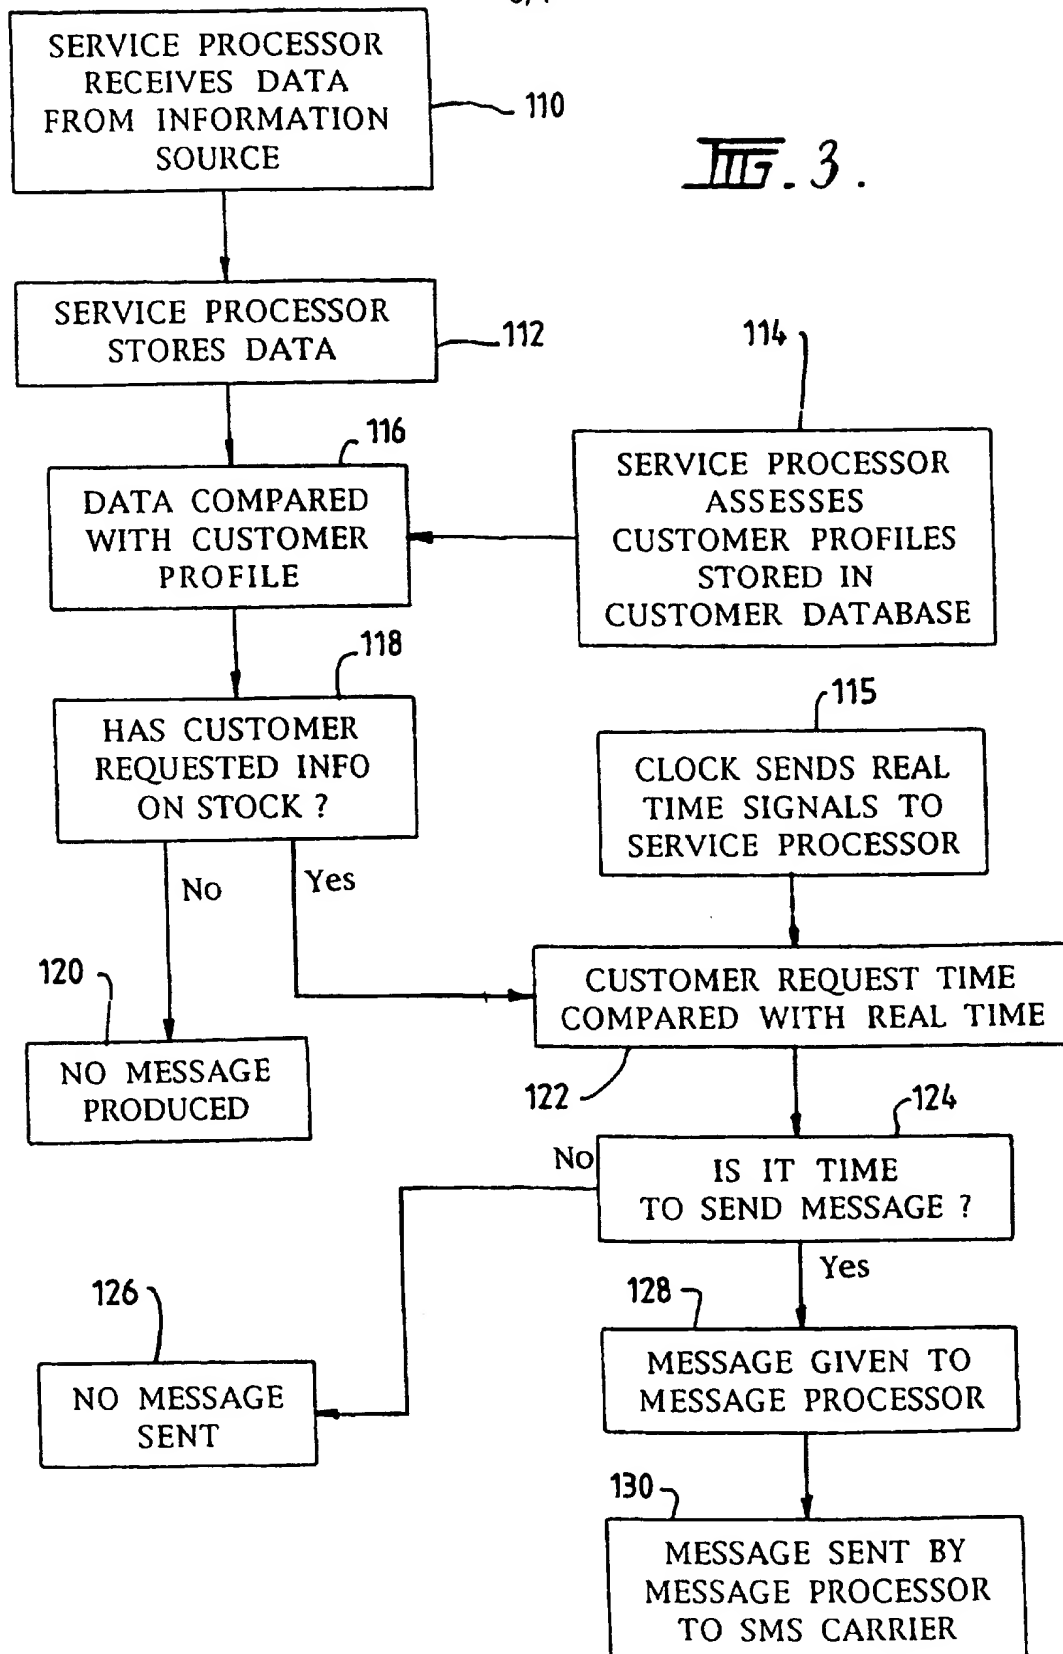 SERVICE PROCESSOR
RECEIVES DATA
FROM INFORMATION
SOURCE
110
FIG. 3.
SERVICE PROCESSOR
STORES DATA
112
114
116
DATA COMPARED
WITH CUSTOMER
PROFILE
SERVICE PROCESSOR
ASSESSES
CUSTOMER PROFILES
STORED IN
CUSTOMER DATABASE
118
HAS CUSTOMER
REQUESTED INFO
ON STOCK ?
115
CLOCK SENDS REAL
TIME SIGNALS TO
SERVICE PROCESSOR
No
Yes
120
NO MESSAGE
PRODUCED
CUSTOMER REQUEST TIME
COMPARED WITH REAL TIME
122
124
No
IS IT TIME
TO SEND MESSAGE ?
Yes
126
NO MESSAGE
SENT
128
MESSAGE GIVEN TO
MESSAGE PROCESSOR
130
MESSAGE SENT BY
MESSAGE PROCESSOR
TO SMS CARRIER